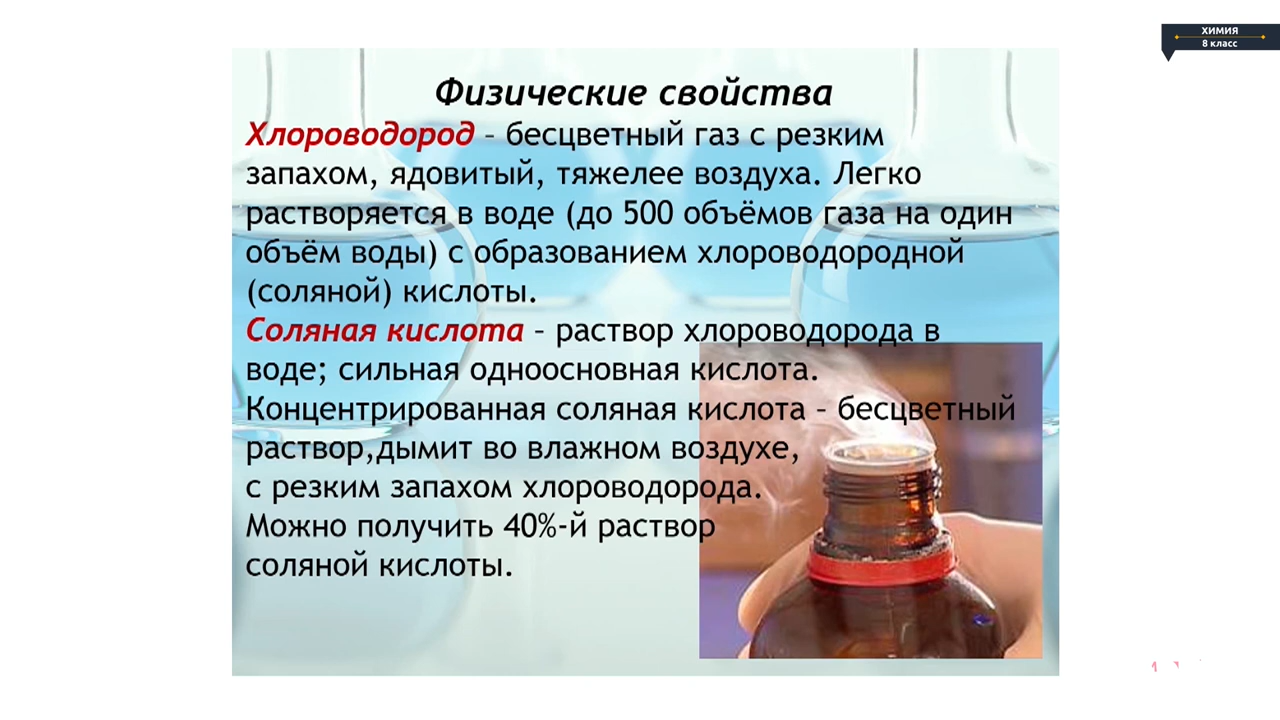 ХИМИЯ
8 класс
Физические свойства
Хлороводород – бесцветный газ с резким
запахом, ядовитый, тяжелее воздуха. Легко
растворяется в воде (до 500 объёмов газа на один
объём воды) с образованием хлороводородной
(соляной) кислоты.
Соляная кислота – раствор хлороводорода в
воде; сильная одноосновная кислота.
Концентрированная соляная кислота – бесцветный
раствор,дымит во влажном воздухе,
с резким запахом хлороводорода.
Можно получить 40%-й раствор
соляной кислоты.